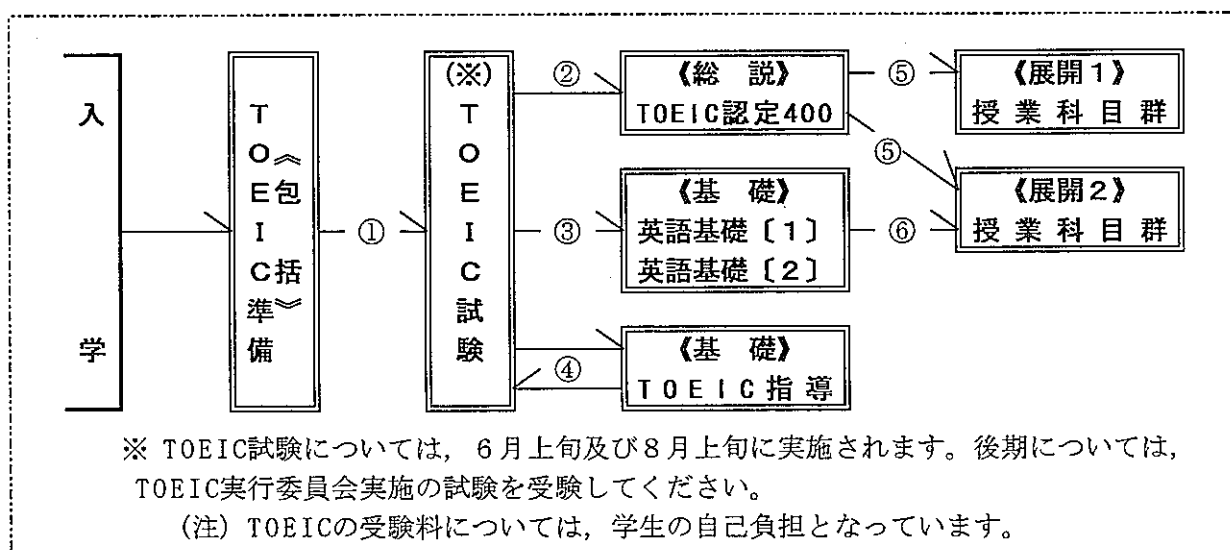 入学
TOEIC準備
《包括》
①
(※)
TOEIC試験
②
《総 説》
TOEIC認定400
⑤
《展開1》
授業科目群
⑤
③
《基 礎》
英語基礎〔1〕
英語基礎〔2〕
⑥
《展開2》
授業科目群
④
《基 礎》
TOEIC指導
※ TOEIC試験については,6月上旬及び8月上旬に実施されます。後期については,
TOEIC実行委員会実施の試験を受験してください。
(注) TOEICの受験料については,学生の自己負担となっています。